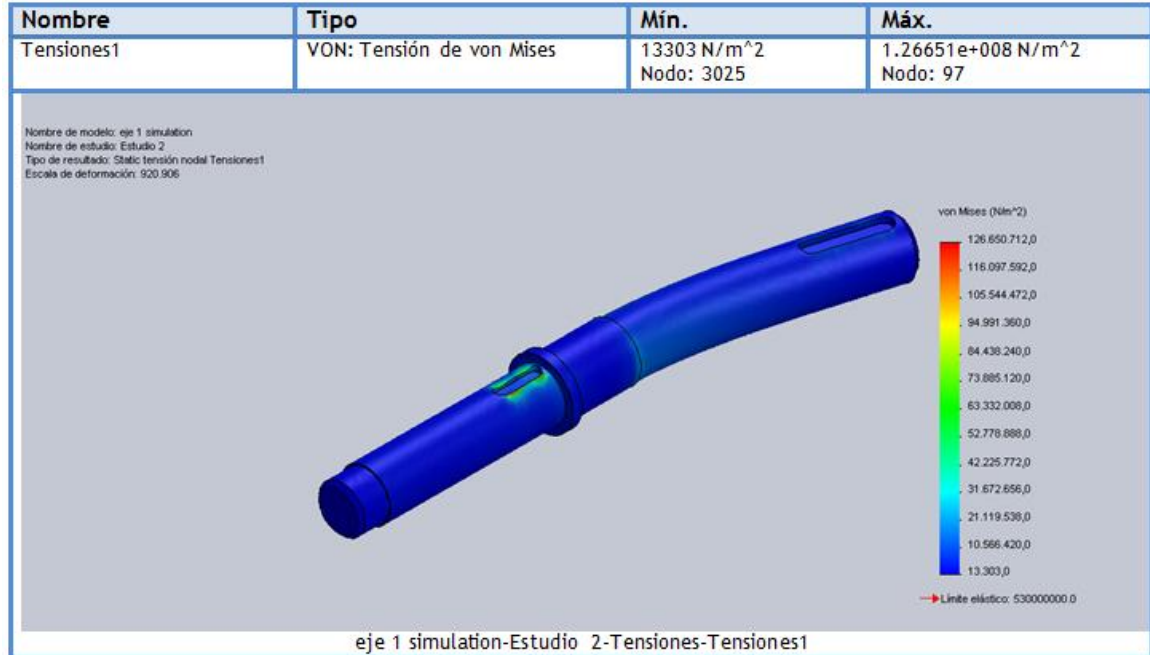 Nombre Tipo Mín. Máx.
Tensiones1 VON: Tensión de von Mises 13303 N/m^2 1.26651e+008 N/m^2
Nodo: 3025 Nodo: 97
Nombre de modelo: eje 1 simulation
Nombre de estudio: Estudio 2
Tipo de resultado: Static tensión nodal Tensiones1
Escala de deformación: 920.906
von Mises (N/m^2)
126.650.712,0
116.097.592,0
105.544.472,0
94.991.360,0
84.438.240,0
73.885.120,0
63.332.008,0
52.778.888,0
42.225.772,0
31.672.656,0
21.119.538,0
10.566.420,0
13.303,0
Límite elástico: 530000000.0
eje 1 simulation-Estudio 2-Tensiones-Tensiones1